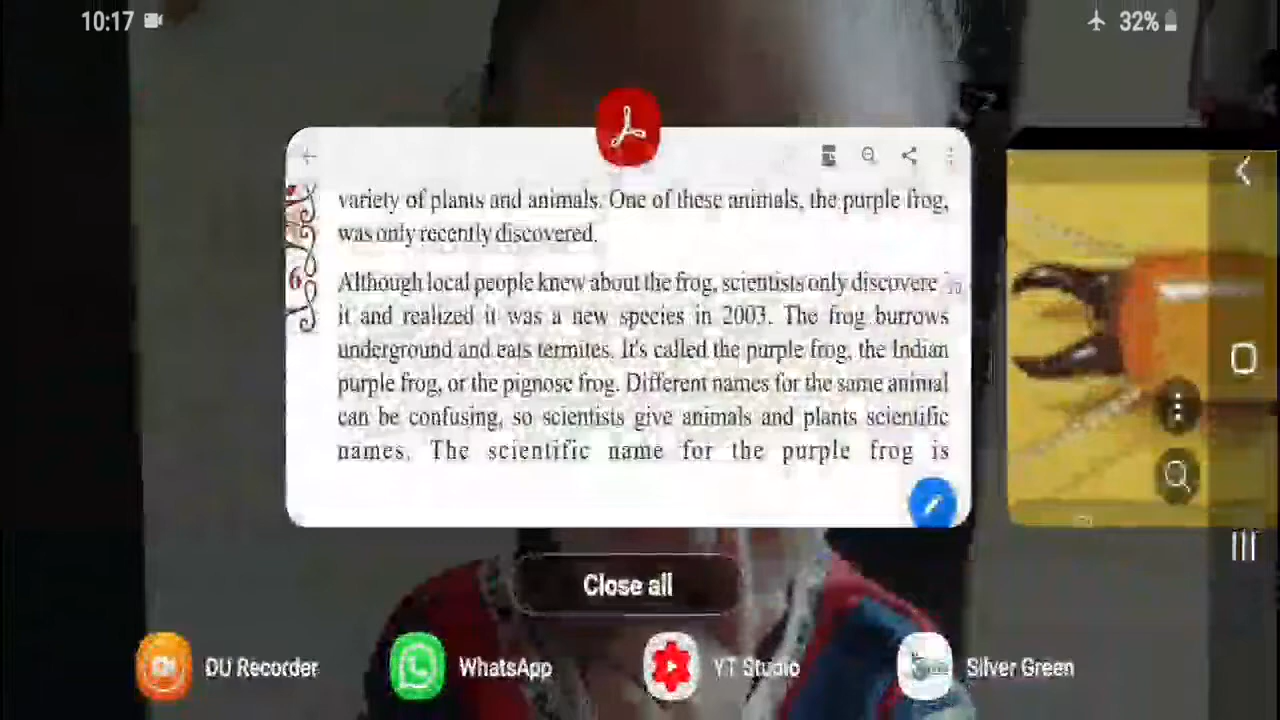 10:17
32%
variety of plants and animals. One of these animals, the purple frog,
was only recently discovered.
Although local people knew about the frog, scientists only discovere
it and realized it was a new species in 2003. The frog burrows
underground and eats termites. It's called the purple frog, the Indian
purple frog, or the pignose frog. Different names for the same animal
can be confusing, so scientists give animals and plants scientific
names. The scientific name for the purple frog is
Close all
DU Recorder
WhatsApp
YT Studio
Silver Green